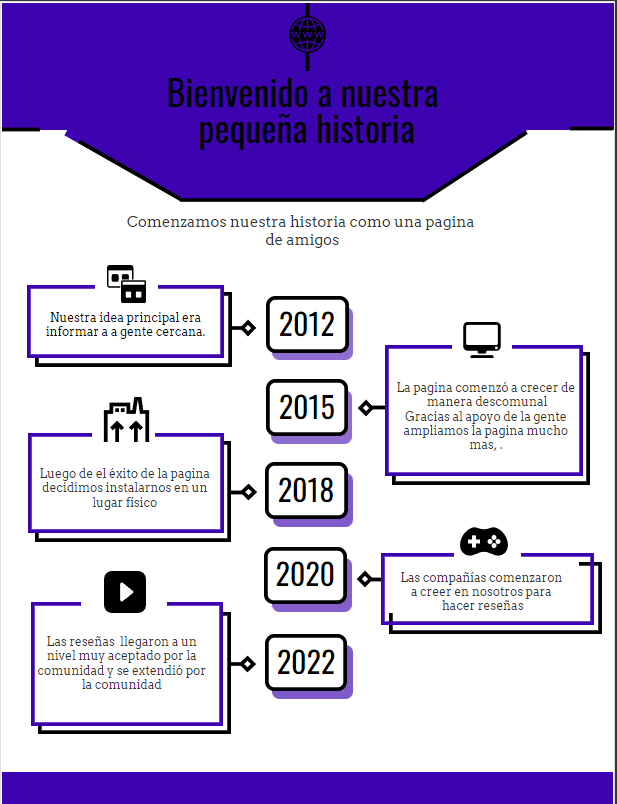 WWW
Bienvenido a nuestra
pequeña historia
Comenzamos nuestra historia como una pagina
de amigos
Nuestra idea principal era
informar a a gente cercana.
2012
2015
La pagina comenzó a crecer de
manera descomunal
Gracias al apoyo de la gente
ampliamos la pagina mucho
mas, .
Luego de el éxito de la pagina
decidimos instalarnos en un
lugar físico
2018
2020
Las compañías comenzaron
a creer en nosotros para
hacer reseñas
Las reseñas  llegaron a un
nivel muy aceptado por la
comunidad y se extendió por
la comunidad
2022